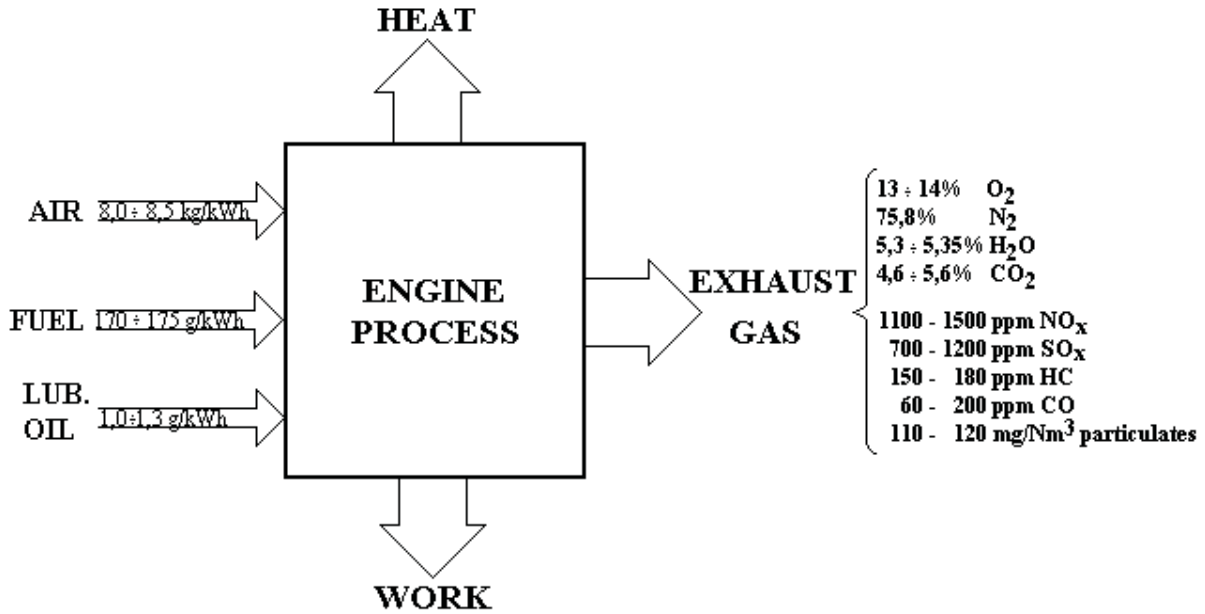 HEAT
AIR 8,0÷ 8,5 kg/kWh
FUEL 170 ÷ 175 g/kWh
LUB.
OIL 1,0÷1,3 g/kWh
ENGINE
PROCESS
WORK
EXHAUST
GAS
13 ÷ 14% O₂
75,8% N₂
5,3 ÷ 5,35% H₂O
4,6 ÷ 5,6% CO₂
1100 - 1500 ppm NOₓ
700 - 1200 ppm SOₓ
150 - 180 ppm HC
60 - 200 ppm CO
110 - 120 mg/Nm³ particulates